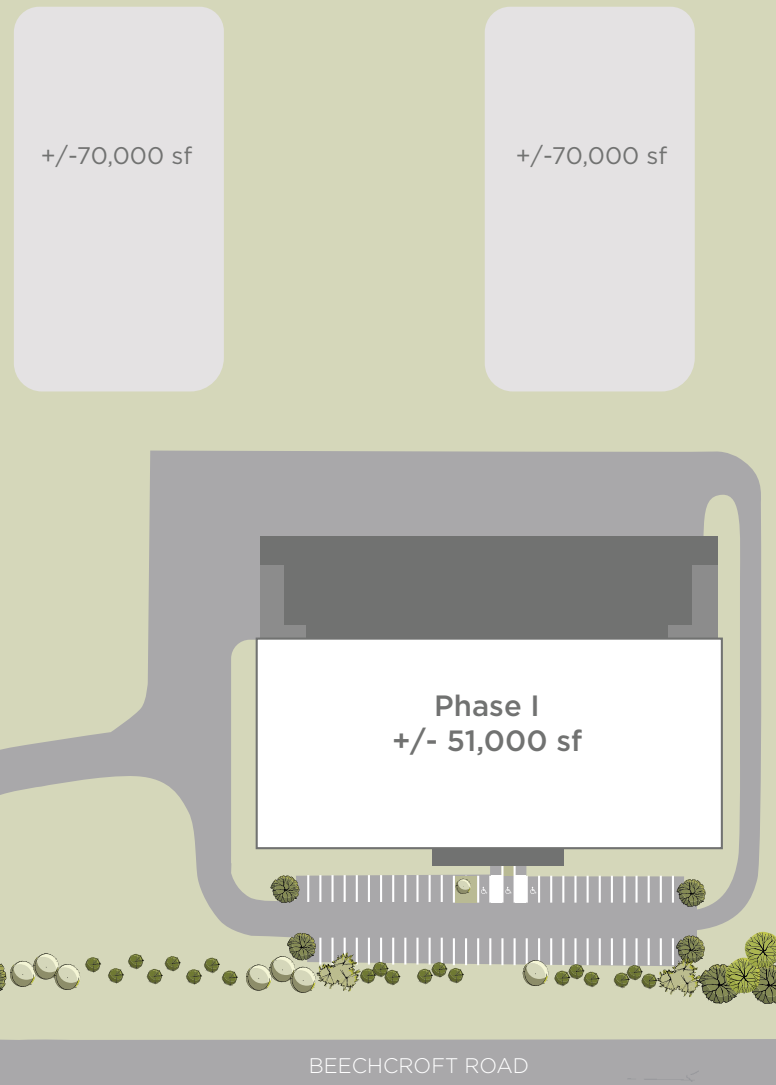 +/-70,000 sf
+/-70,000 sf
Phase I
+/- 51,000 sf
BEECHCROFT ROAD